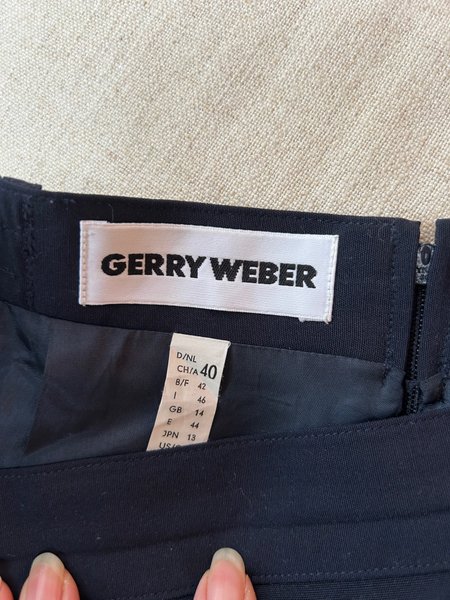 GERRY WEBER
D/NL
CH/A 40
B/F 42
I 46
GB 14
E 44
JPN 13